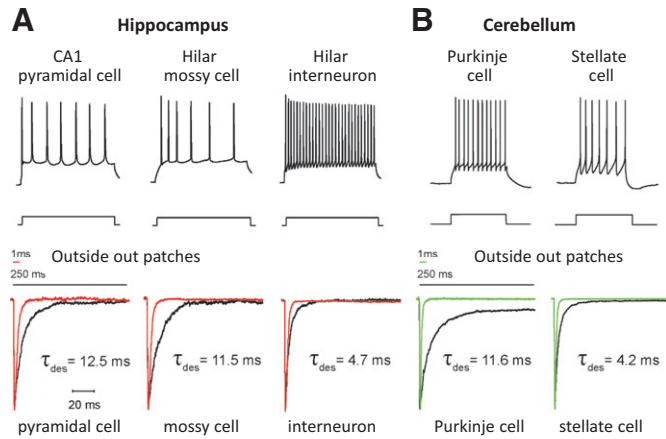 A Hippocampus
B Cerebellum
CA1 pyramidal cell
Hilar mossy cell
Hilar interneuron
Purkinje cell
Stellate cell
1ms
Outside out patches
250 ms
1ms
Outside out patches
250 ms
τdes = 12.5 ms
τdes = 11.5 ms
τdes = 4.7 ms
τdes = 11.6 ms
τdes = 4.2 ms
20 ms
pyramidal cell
mossy cell
interneuron
Purkinje cell
stellate cell